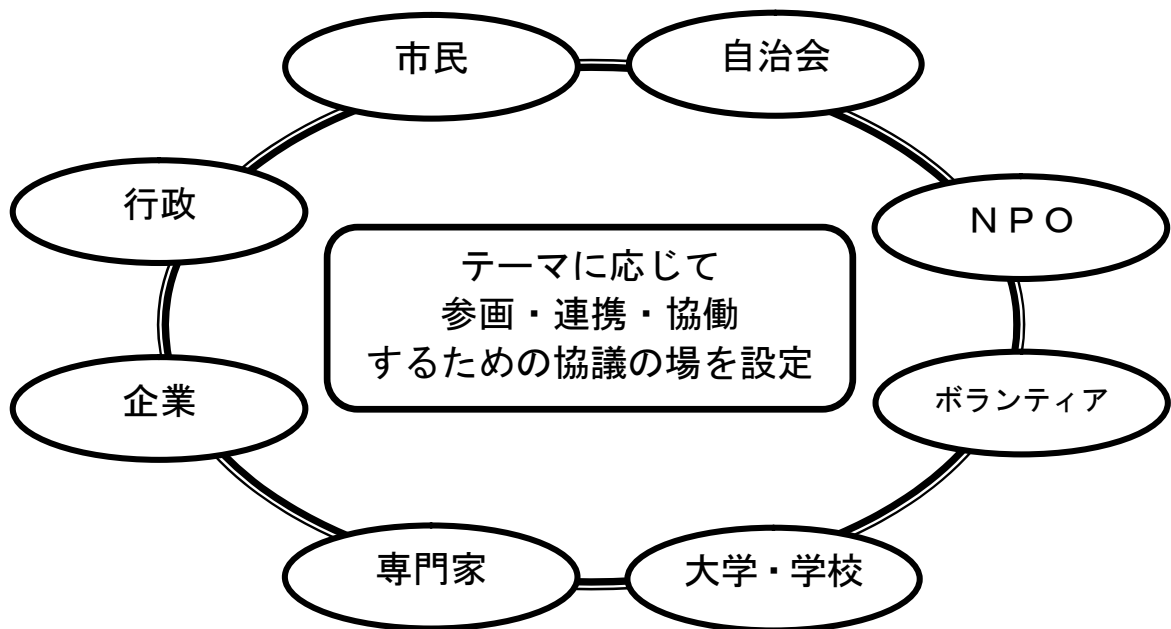 市民
自治会
行政
ＮＰＯ
テーマに応じて
参画・連携・協働
するための協議の場を設定
企業
ボランティア
専門家
大学・学校